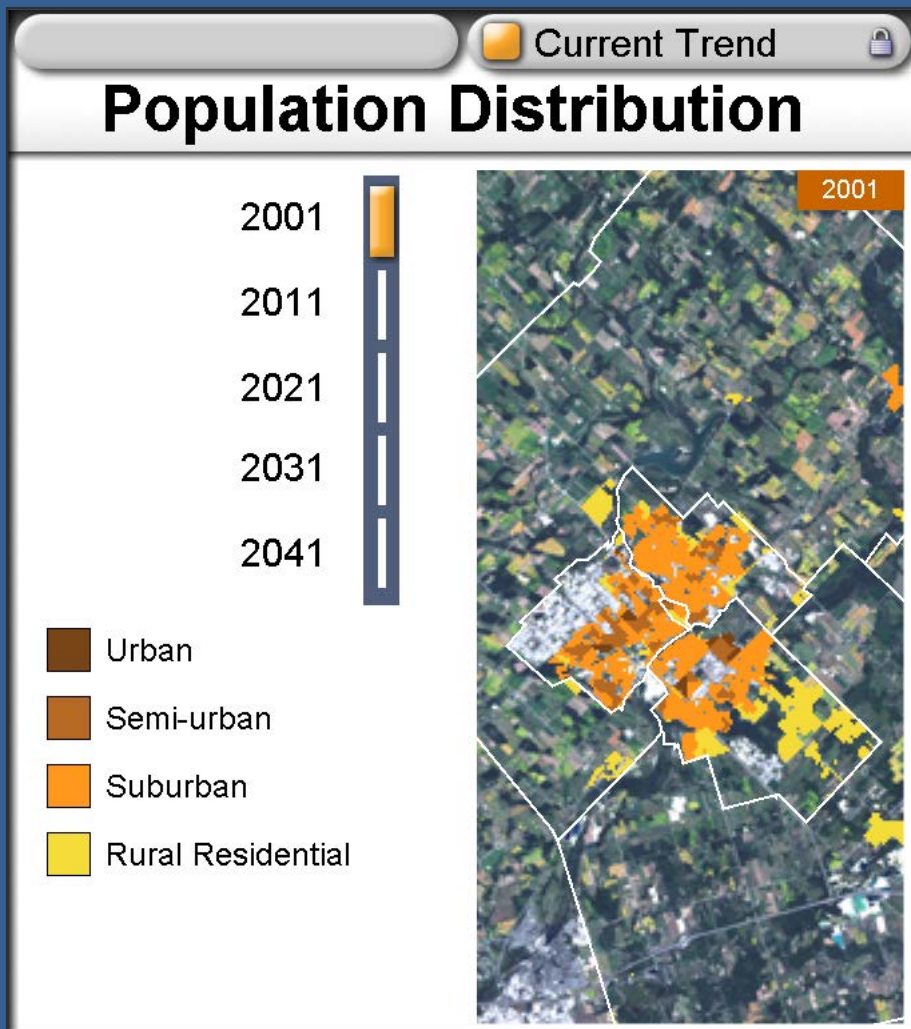 Current Trend
Population Distribution
2001
2011
2021
2031
2041
Urban
Semi-urban
Suburban
Rural Residential
2001